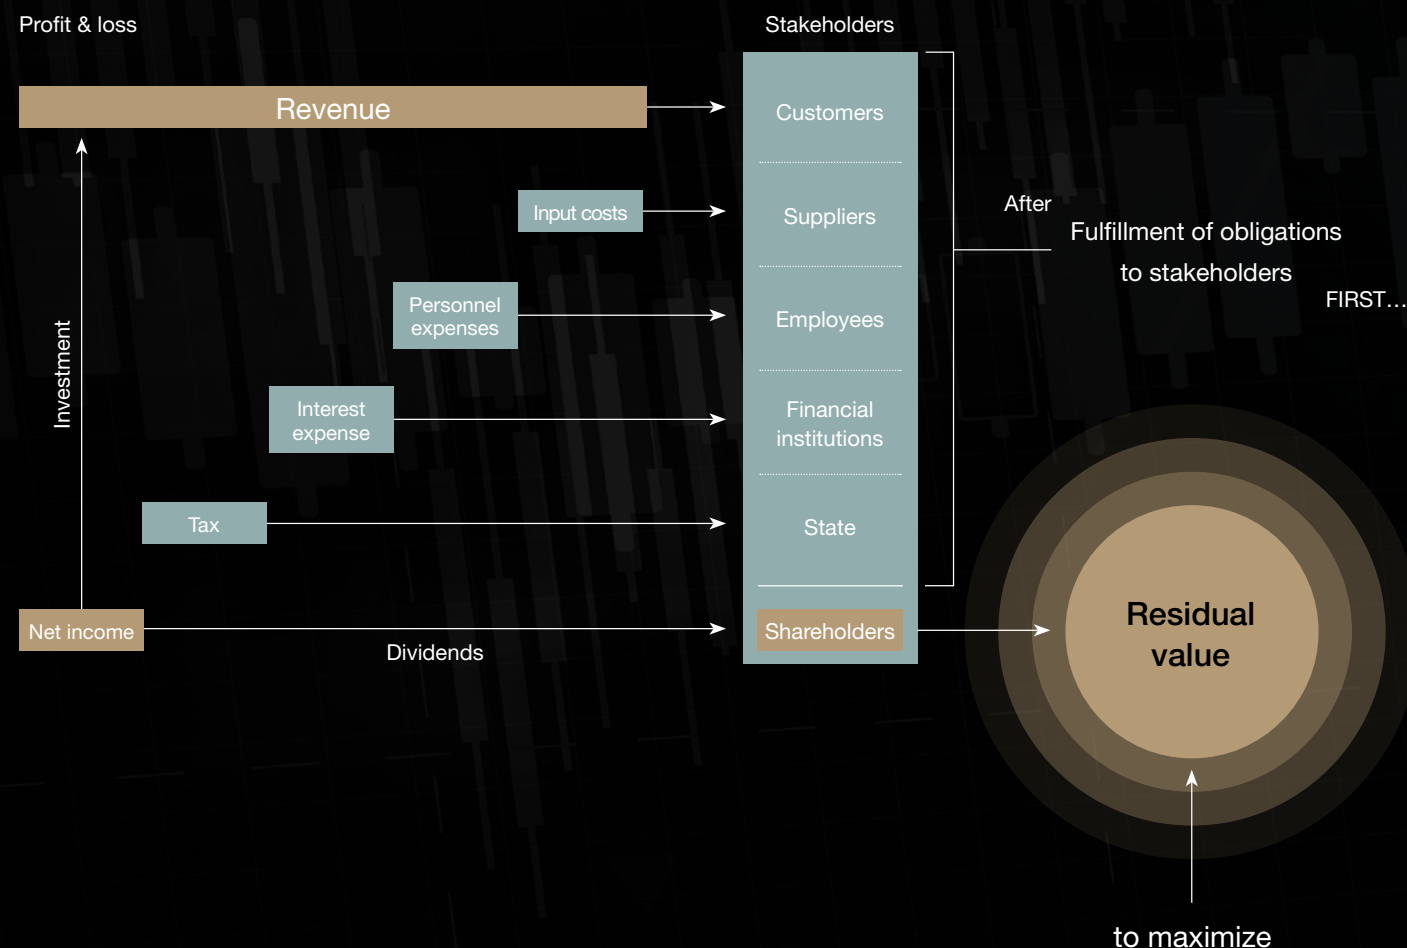 Profit & loss
Stakeholders
Revenue
Customers
Input costs
Suppliers
After
Fulfillment of obligations
to stakeholders
FIRST…
Personnel
expenses
Employees
Investment
Interest
expense
Financial
institutions
Tax
State
Net income
Dividends
Shareholders
Residual
value
to maximize